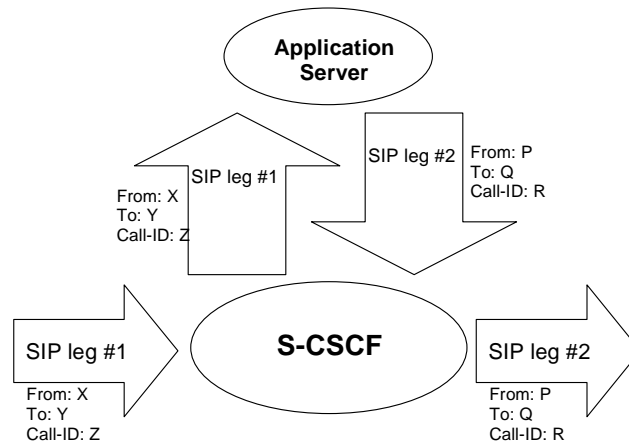 Application
Server
SIP leg #1
From: X
To: Y
Call-ID: Z
SIP leg #2
From: P
To: Q
Call-ID: R
SIP leg #1
From: X
To: Y
Call-ID: Z
S-CSCF
SIP leg #2
From: P
To: Q
Call-ID: R